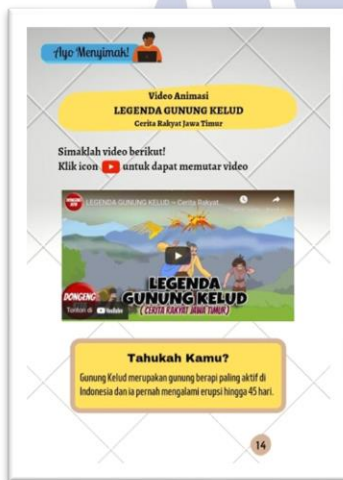 Ayo Menyimak!
Video Animasi
LEGENDA GUNUNG KELUD
Cerita Rakyat Jawa Timur
Simaklah video berikut!
Klik icon untuk dapat memutar video
LEGENDA GUNUNG KELUD ~ Cerita Rakyat...
LEGENDA
DONGENG GUNUNG KELUD
Tonton di YouTube (CERITA RAKYAT JAWA TIMUR)
Tahukah Kamu?
Gunung Kelud merupakan gunung berapi paling aktif di
Indonesia dan ia pernah mengalami erupsi hingga 45 hari.
14